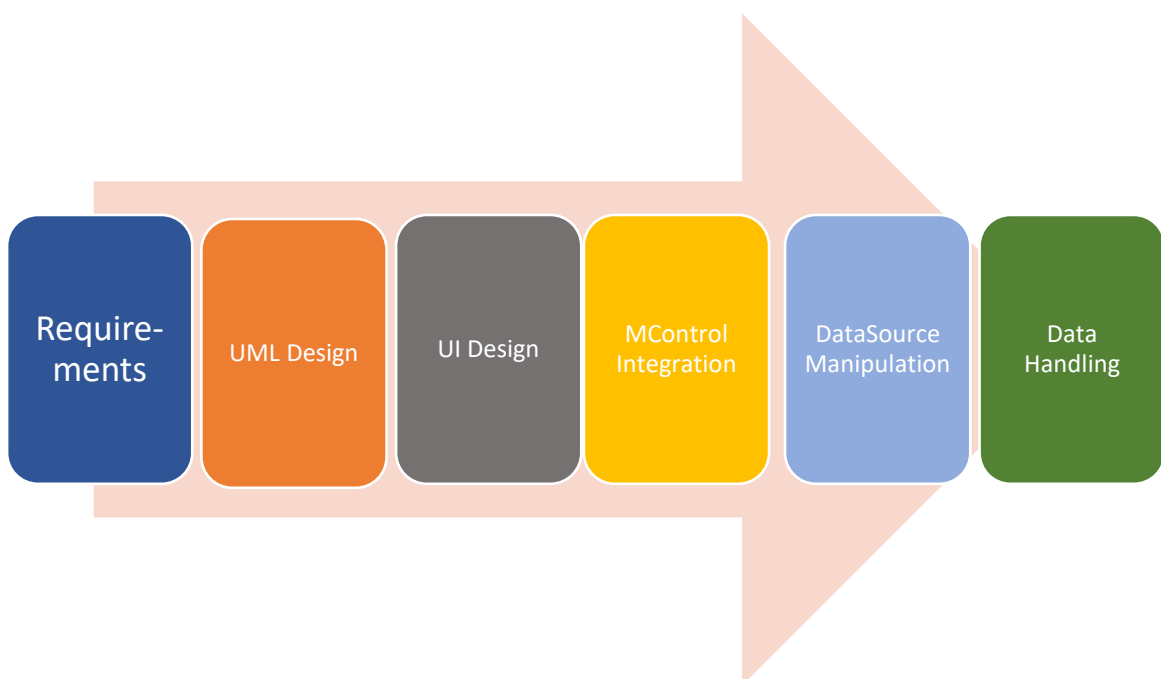 Require-
ments
UML Design
UI Design
MControl
Integration
DataSource
Manipulation
Data
Handling